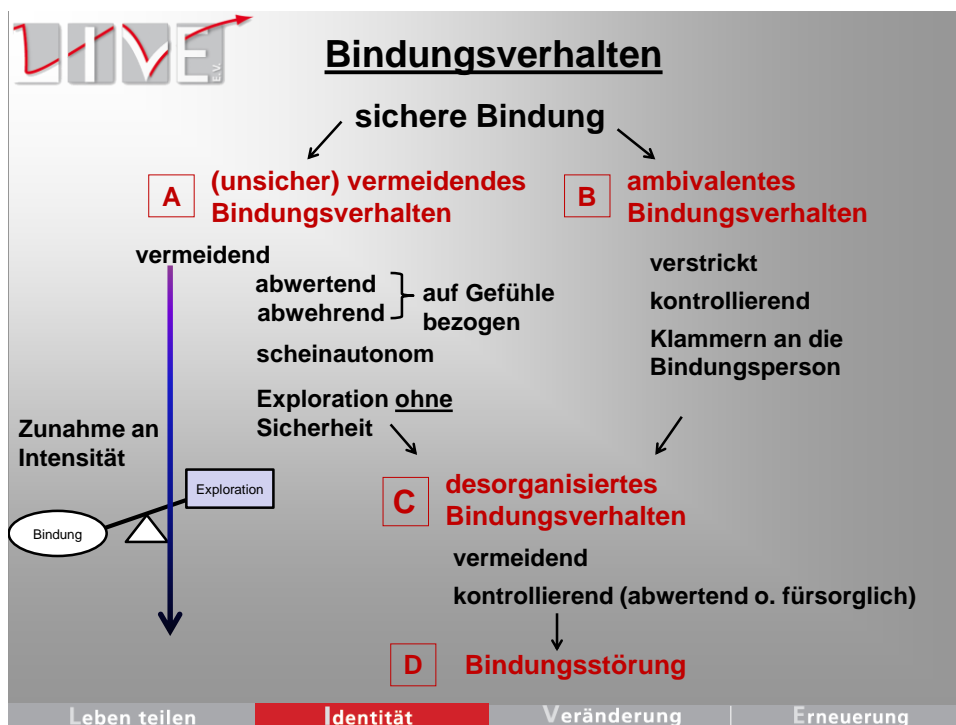 LIVE E.V.
Bindungsverhalten
sichere Bindung
A
(unsicher) vermeidendes
Bindungsverhalten
B
ambivalentes
Bindungsverhalten
vermeidend
abwertend
abwehrend
auf Gefühle
bezogen
scheinautonom
Exploration ohne
Sicherheit
verstrickt
kontrollierend
Klammern an die
Bindungsperson
Zunahme an
Intensität
Exploration
Bindung
C
desorganisiertes
Bindungsverhalten
vermeidend
kontrollierend (abwertend o. fürsorglich)
D
Bindungsstörung
Leben teilen
Identität
Veränderung
Erneuerung